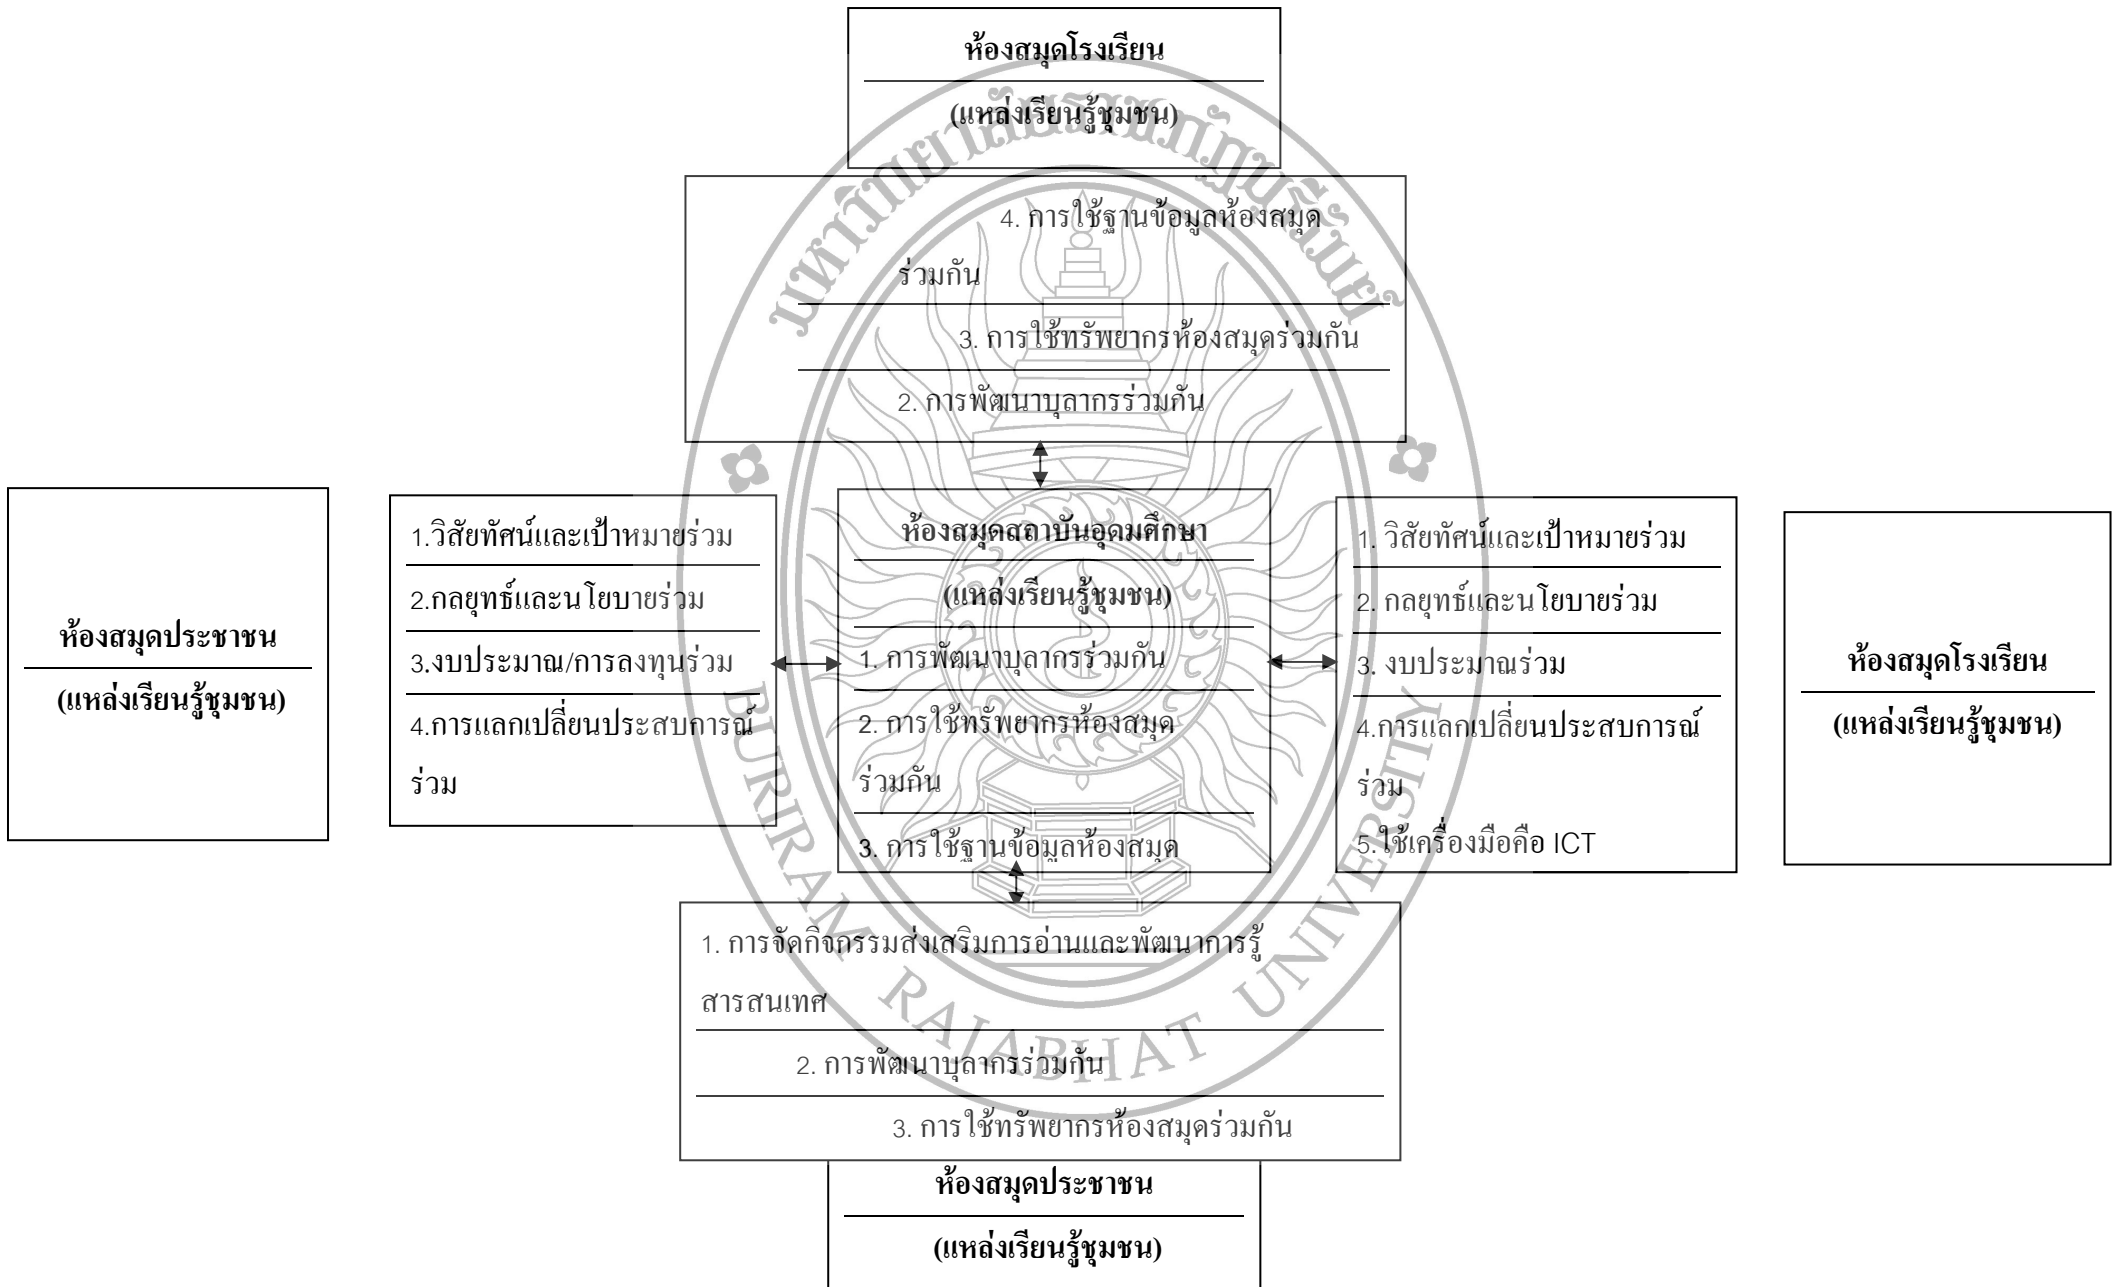 ห้องสมุดโรงเรียน
(แหล่งเรียนรู้ชุมชน)
มหาวิทยาลัยราชภัฏบุรีรัมย์
4. การใช้ฐานข้อมูลห้องสมุด
ร่วมกัน
3. การใช้ทรัพยากรห้องสมุดร่วมกัน
2. การพัฒนาบุลากรร่วมกัน
ห้องสมุดประชาชน
(แหล่งเรียนรู้ชุมชน)
1.วิสัยทัศน์และเป้าหมายร่วม
2.กลยุทธ์และนโยบายร่วม
3.งบประมาณ/การลงทุนร่วม
4.การแลกเปลี่ยนประสบการณ์
ร่วม
ห้องสมุดสถาบันอุดมศึกษา
(แหล่งเรียนรู้ชุมชน)
1. การพัฒนาบุลากรร่วมกัน
2. การใช้ทรัพยากรห้องสมุด
ร่วมกัน
3. การใช้ฐานข้อมูลห้องสมุด
1. วิสัยทัศน์และเป้าหมายร่วม
2. กลยุทธ์และนโยบายร่วม
3. งบประมาณร่วม
4.การแลกเปลี่ยนประสบการณ์
ร่วม
5.ใช้เครื่องมือคือ ICT
ห้องสมุดโรงเรียน
(แหล่งเรียนรู้ชุมชน)
1. การจัดกิจกรรมส่งเสริมการอ่านและพัฒนาการรู้
สารสนเทศ
2. การพัฒนาบุลากรร่วมกัน
3. การใช้ทรัพยากรห้องสมุดร่วมกัน
BURIRAM RAJABHAT UNIVERSITY
ห้องสมุดประชาชน
(แหล่งเรียนรู้ชุมชน)